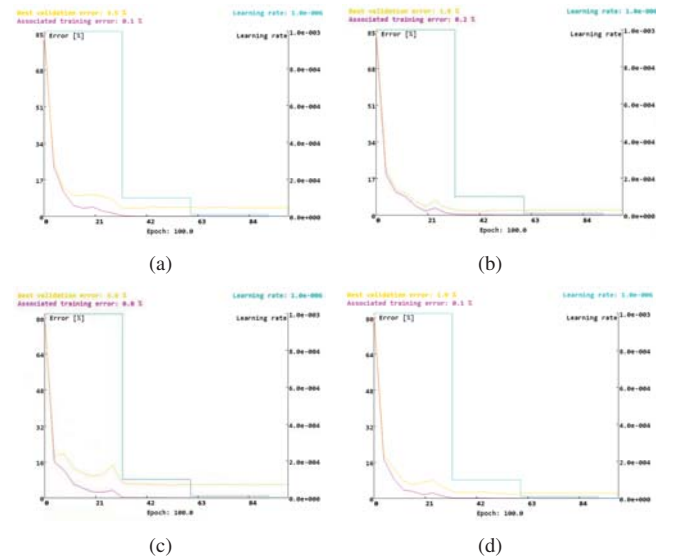 Best validation error: 3.5 %
Learning rate: 1.0e-006
Associated training error: 0.1 %
85
Error [%]
Learning rate
1.0e-003
68
8.0e-004
51
6.0e-004
34
4.0e-004
17
2.0e-004
0
21
42
63
84
0.0e+000
Epoch: 100.0
(a)
Best validation error: 1.8 %
Learning rate: 1.0e-006
Associated training error: 0.2 %
85
Error [%]
Learning rate
1.0e-003
68
8.0e-004
51
6.0e-004
34
4.0e-004
17
2.0e-004
0
21
42
63
84
0.0e+000
Epoch: 100.0
(b)
Best validation error:
%
Learning rate: 1.0e-006
Associated training error: 0.0 %
80
Error [%]
Learning rate
1.0e-003
64
8.0e-004
48
6.0e-004
32
4.0e-004
16
2.0e-004
0
21
42
63
84
0.0e+000
Epoch: 100.0
(c)
Best validation error:
%
Learning rate: 1.0e-006
Associated training error: 0.1 %
80
Error [%]
Learning rate
1.0e-003
64
8.0e-004
48
6.0e-004
32
4.0e-004
16
2.0e-004
0
21
42
63
84
0.0e+000
Epoch: 100.0
(d)